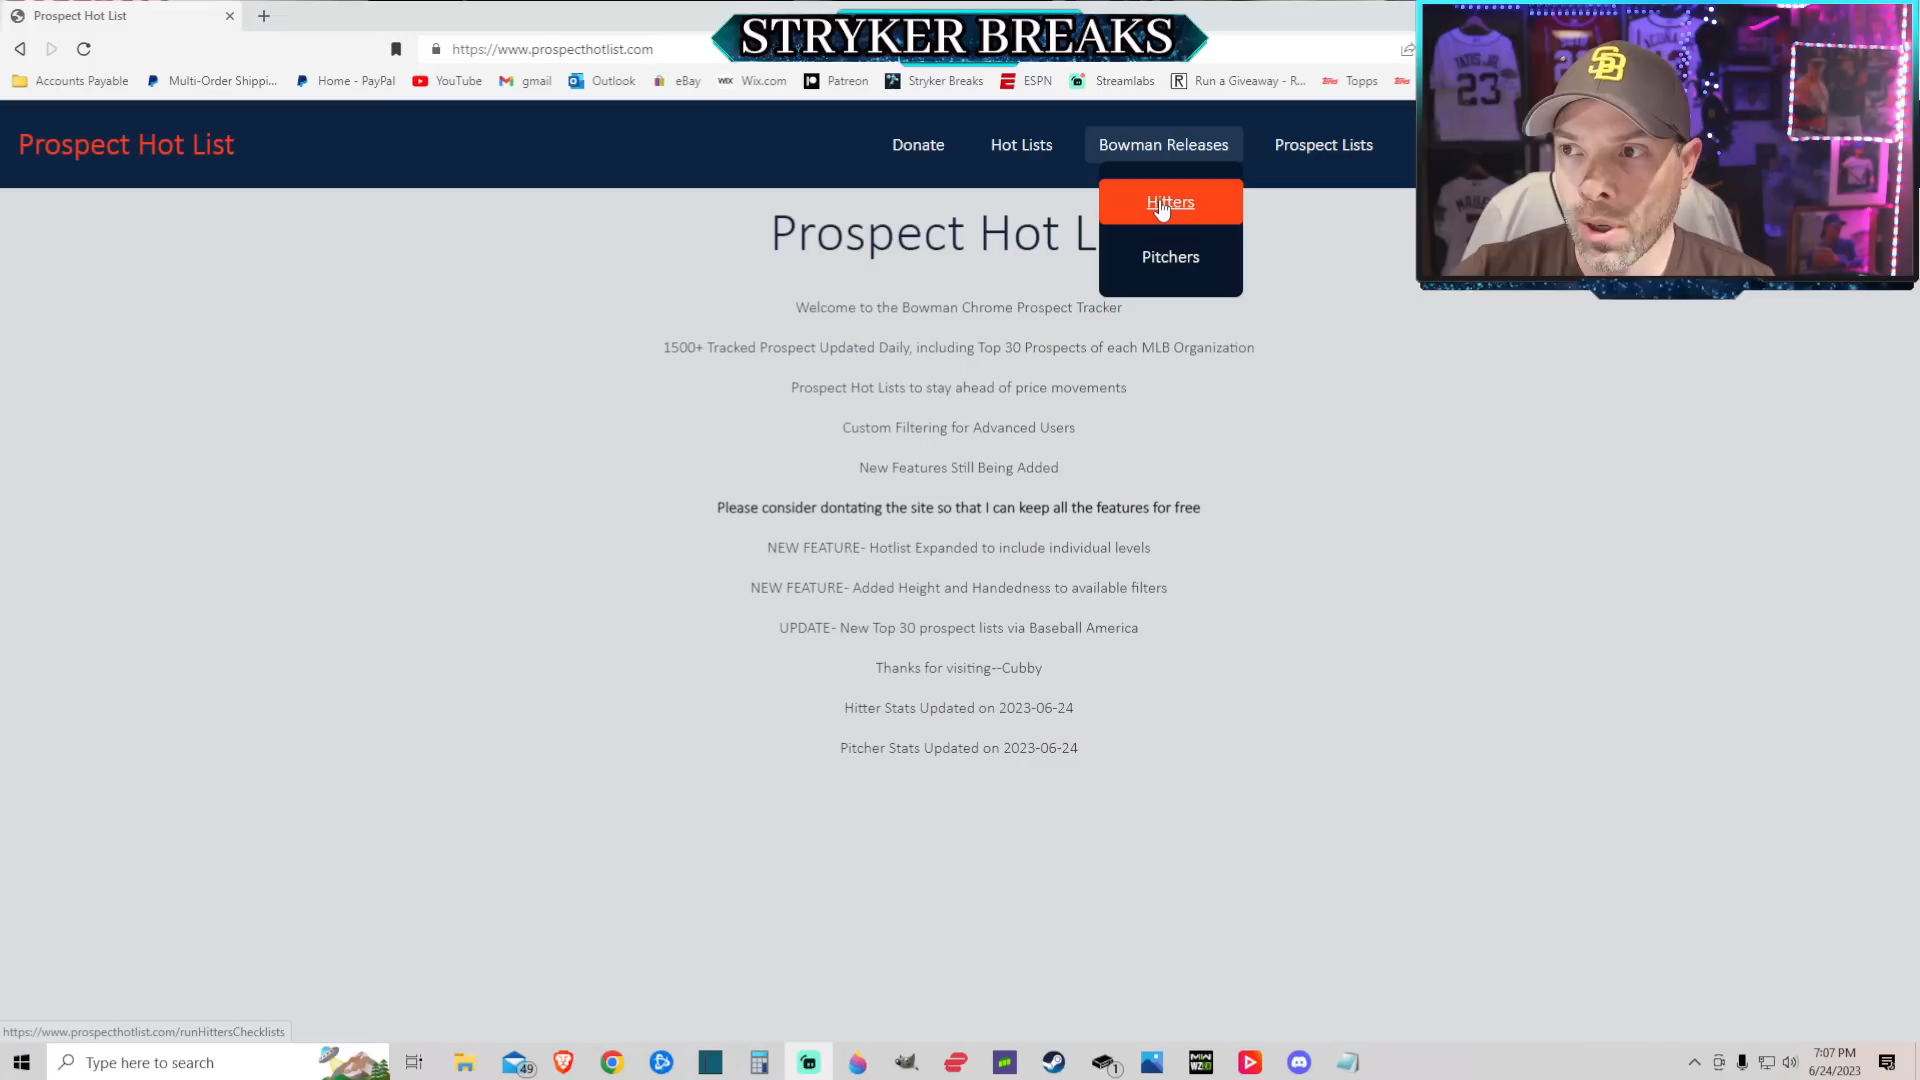 Prospect Hot List
STRYKER BREAKS
https://www.prospecthotlist.com
Accounts Payable
Multi-Order Shippi...
Home - PayPal
YouTube
gmail
Outlook
eBay
WIX Wix.com
Patreon
Stryker Breaks
ESPN
Streamlabs
R Run a Giveaway - R...
Topps
Prospect Hot List
Donate
Hot Lists
Bowman Releases
Prospect Lists
Hitters
Pitchers
Prospect Hot L
Welcome to the Bowman Chrome Prospect Tracker
1500+ Tracked Prospect Updated Daily, including Top 30 Prospects of each MLB Organization
Prospect Hot Lists to stay ahead of price movements
Custom Filtering for Advanced Users
New Features Still Being Added
Please consider dontating the site so that I can keep all the features for free
NEW FEATURE- Hotlist Expanded to include individual levels
NEW FEATURE- Added Height and Handedness to available filters
UPDATE- New Top 30 prospect lists via Baseball America
Thanks for visiting--Cubby
Hitter Stats Updated on 2023-06-24
Pitcher Stats Updated on 2023-06-24
TATIS JR.
23
https://www.prospecthotlist.com/runHittersChecklists
Type here to search
49
1
7:07 PM
6/24/2023